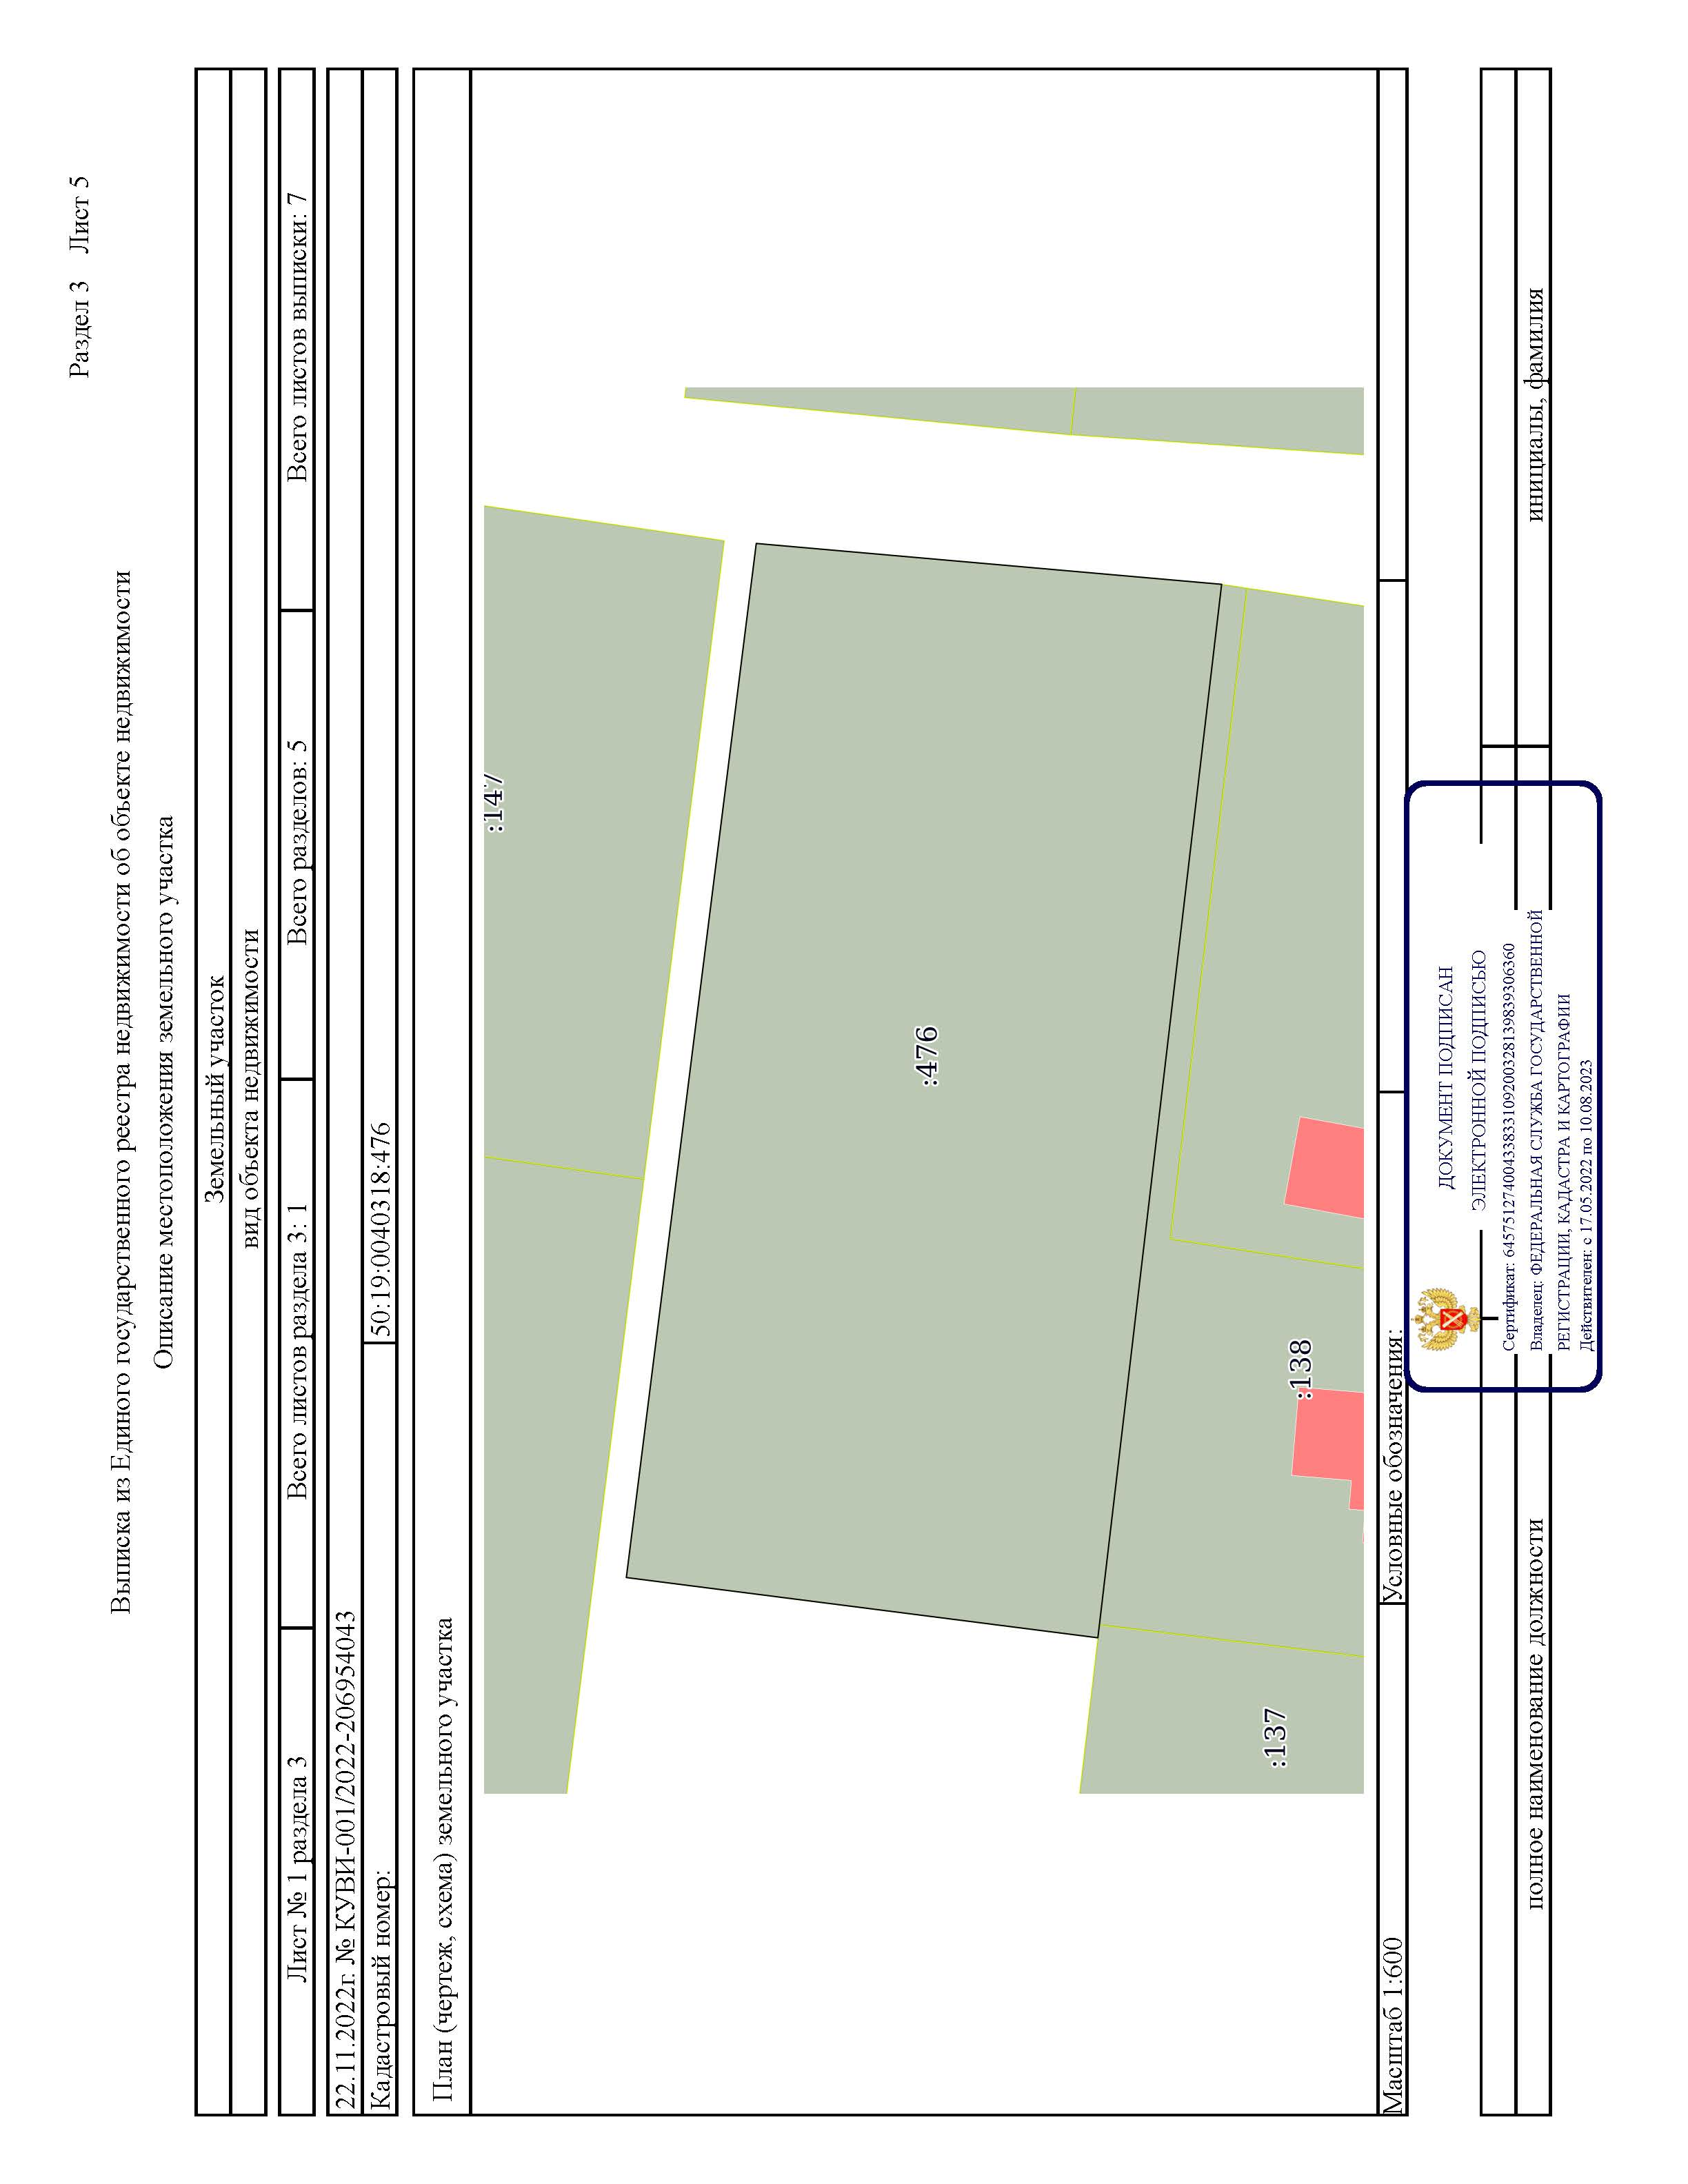 Раздел 3 Лист 5
Выписка из Единого государственного реестра недвижимости об объекте недвижимости
Описание местоположения земельного участка
Земельный участок
вид объекта недвижимости
Лист № 1 раздела 3 Всего листов раздела 3: 1 Всего разделов: 5 Всего листов выписки: 7
22.11.2022г. № КУВИ-001/2022-206954043
Кадастровый номер: 50:19:0040318:476
План (чертеж, схема) земельного участка
:147
:476
:138
:137
Масштаб 1:600 Условные обозначения:
ДОКУМЕНТ ПОДПИСАН
ЭЛЕКТРОННОЙ ПОДПИСЬЮ
Сертификат: 64575127400433833109200328139839306360
Владелец: ФЕДЕРАЛЬНАЯ СЛУЖБА ГОСУДАРСТВЕННОЙ
РЕГИСТРАЦИИ, КАДАСТРА И КАРТОГРАФИИ
Действителен: с 17.05.2022 по 10.08.2023
полное наименование должности инициалы, фамилия